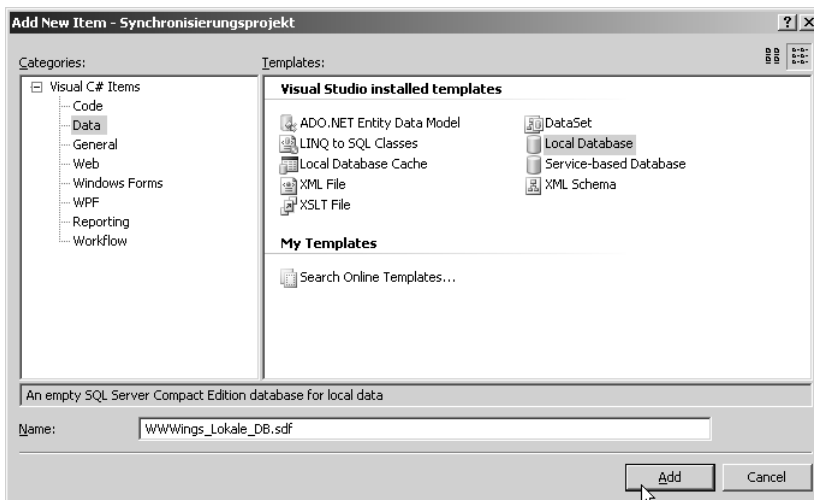 Add New Item - Synchronisierungsprojekt
Categories:
Templates:
Visual C# Items
Code
Data
General
Web
Windows Forms
WPF
Reporting
Workflow
Visual Studio installed templates
ADO.NET Entity Data Model
LINQ to SQL Classes
Local Database Cache
XML File
XSLT File
DataSet
Local Database
Service-based Database
XML Schema
My Templates
Search Online Templates...
An empty SQL Server Compact Edition database for local data
Name: WWWings_Lokale_DB.sdf
Add Cancel